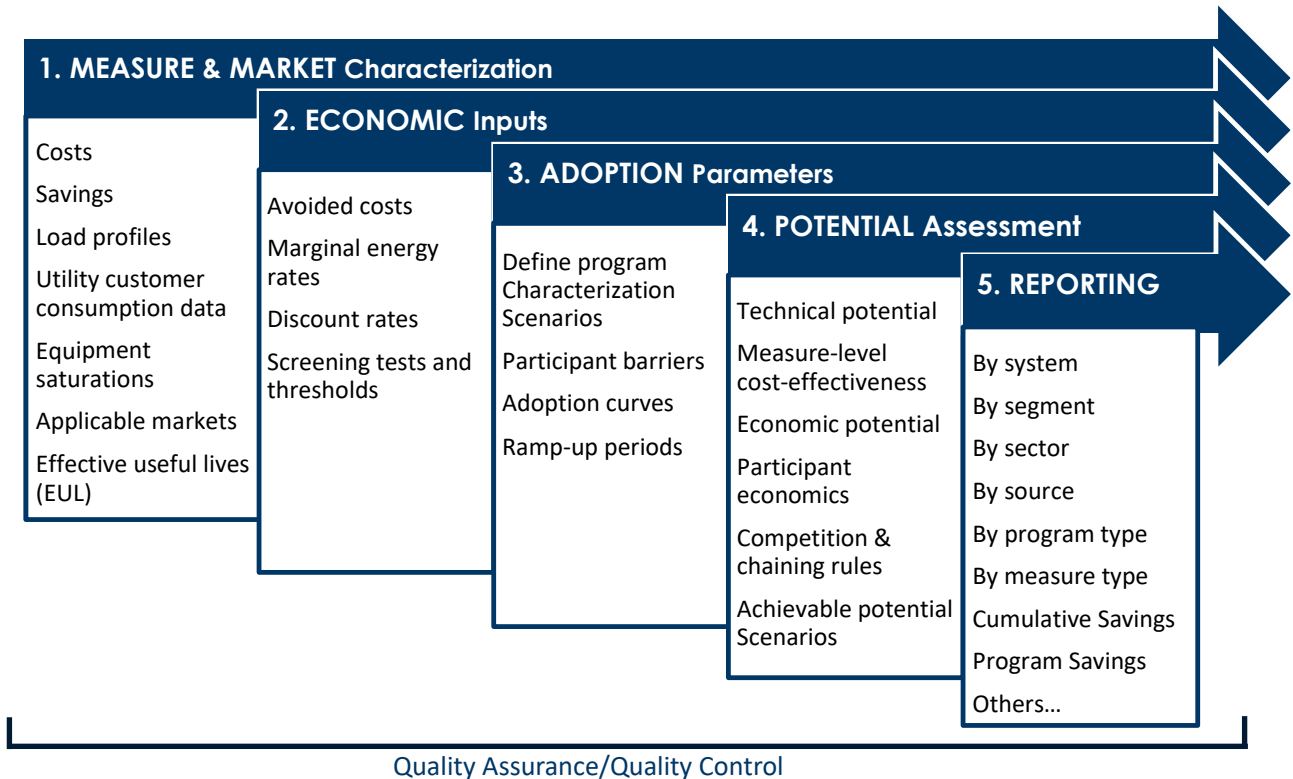 1. MEASURE & MARKET Characterization
Costs
Savings
Load profiles
Utility customer
consumption data
Equipment
saturations
Applicable markets
Effective useful lives
(EUL)
2. ECONOMIC Inputs
Avoided costs
Marginal energy
rates
Discount rates
Screening tests and
thresholds
3. ADOPTION Parameters
Define program
Characterization
Scenarios
Participant barriers
Adoption curves
Ramp-up periods
4. POTENTIAL Assessment
Technical potential
Measure-level
cost-effectiveness
Economic potential
Participant
economics
Competition &
chaining rules
Achievable potential
Scenarios
5. REPORTING
By system
By segment
By sector
By source
By program type
By measure type
Cumulative Savings
Program Savings
Others…
Quality Assurance/Quality Control